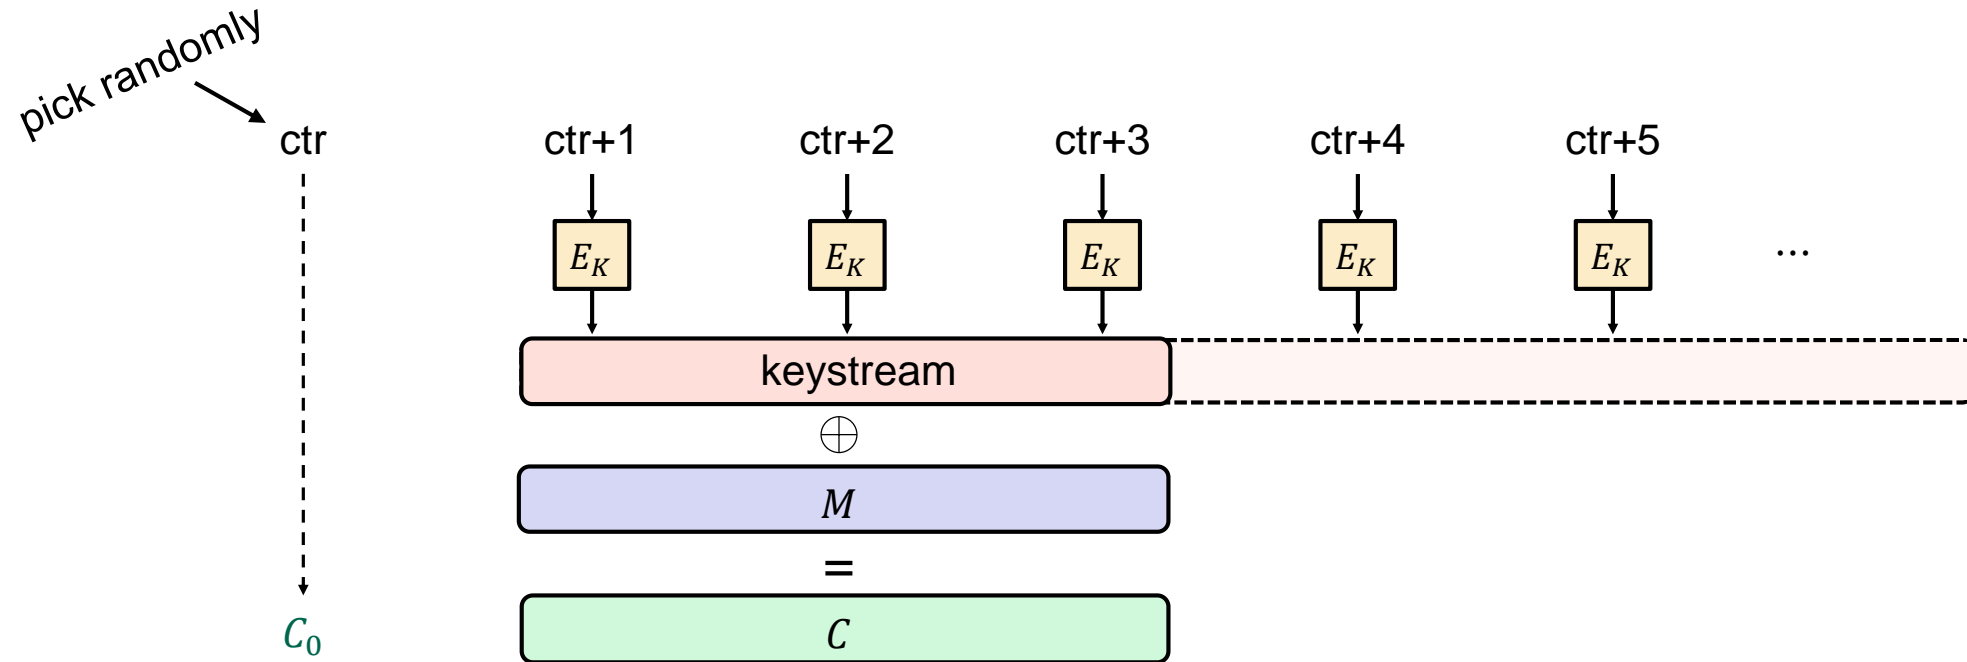 pick randomly
ctr ctr+1 ctr+2 ctr+3 ctr+4 ctr+5
E_K E_K E_K E_K E_K ...
keystream
⊕
M
=
C_0 C